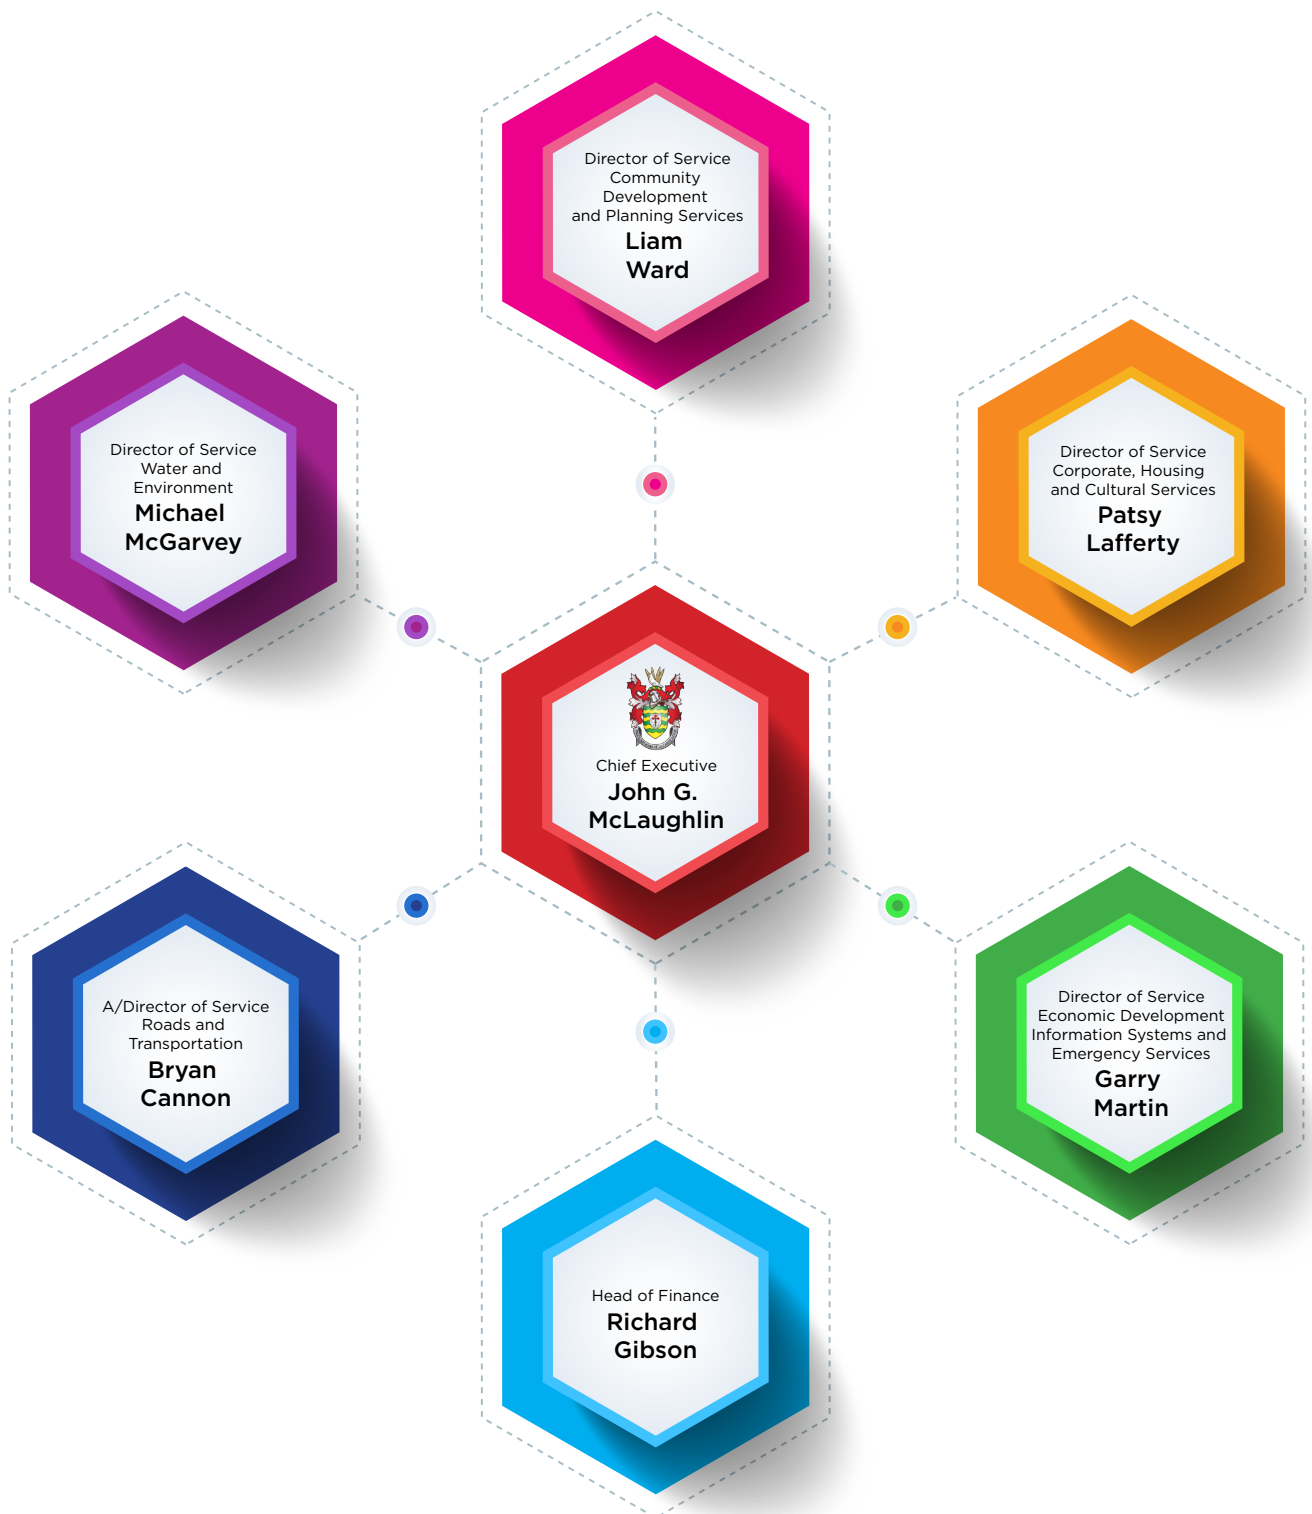 Director of Service
Community
Development
and Planning Services
Liam
Ward
Director of Service
Water and
Environment
Michael
McGarvey
Director of Service
Corporate, Housing
and Cultural Services
Patsy
Lafferty
Chief Executive
John G.
McLaughlin
A/Director of Service
Roads and
Transportation
Bryan
Cannon
Director of Service
Economic Development
Information Systems and
Emergency Services
Garry
Martin
Head of Finance
Richard
Gibson